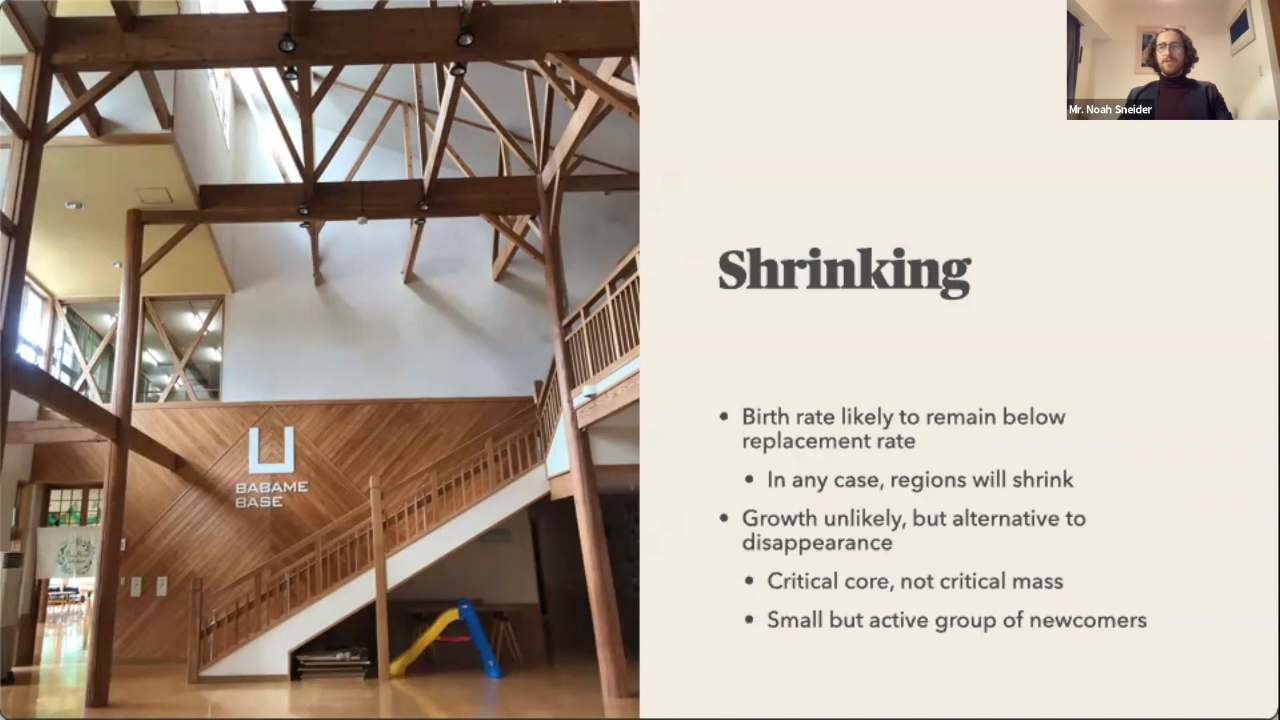 Mr. Noah Sneider
Shrinking
• Birth rate likely to remain below
replacement rate
• In any case, regions will shrink
• Growth unlikely, but alternative to
disappearance
• Critical core, not critical mass
• Small but active group of newcomers
BABAME
BASE